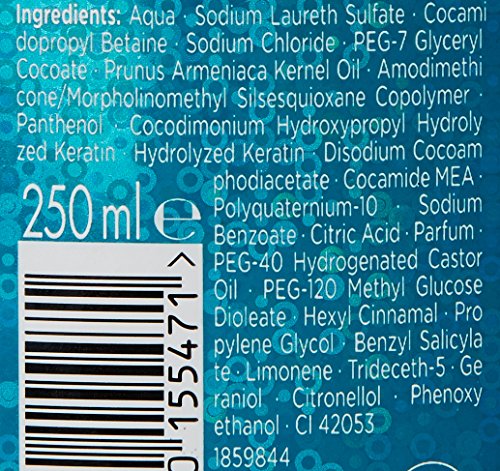 Ingredients: Aqua · Sodium Laureth Sulfate · Cocami
dopropyl Betaine · Sodium Chloride · PEG-7 Glyceryl
Cocoate · Prunus Armeniaca Kernel Oil · Amodimethi
cone/Morpholinomethyl Silsesquioxane Copolymer ·
Panthenol · Cocodimonium Hydroxypropyl Hydroly
zed Keratin · Hydrolyzed Keratin · Disodium Cocoam
phodiacetate · Cocamide MEA ·
Polyquaternium-10 · Sodium
Benzoate · Citric Acid · Parfum ·
PEG-40 Hydrogenated Castor
Oil · PEG-120 Methyl Glucose
Dioleate · Hexyl Cinnamal · Pro
pylene Glycol · Benzyl Salicyla
te · Limonene · Trideceth-5 · Ge
raniol · Citronellol · Phenoxy
ethanol · CI 42053
1859844
250 ml ℮
0155471>